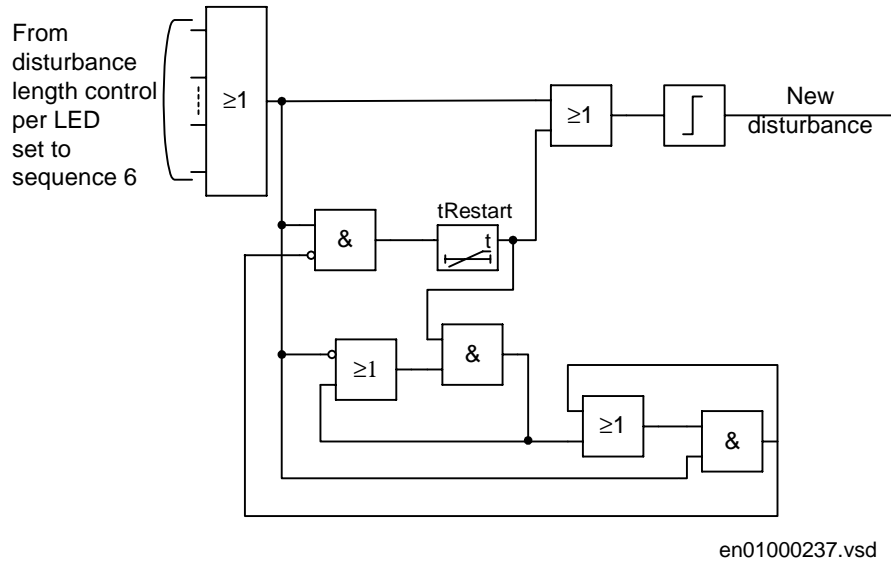 From
disturbance
length control
per LED
set to
sequence 6
≥1
≥1
New
disturbance
&
tRestart
t
≥1
&
≥1
&
en01000237.vsd